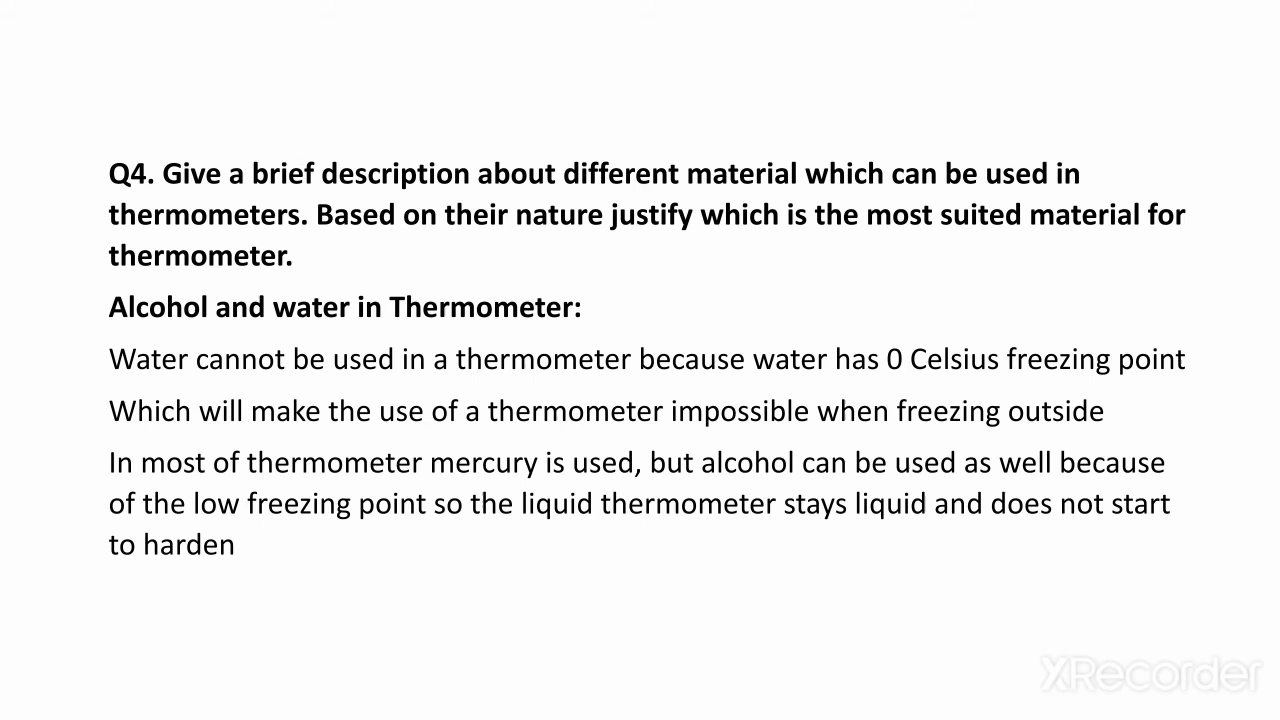 Q4. Give a brief description about different material which can be used in
thermometers. Based on their nature justify which is the most suited material for
thermometer.
Alcohol and water in Thermometer:
Water cannot be used in a thermometer because water has 0 Celsius freezing point
Which will make the use of a thermometer impossible when freezing outside
In most of thermometer mercury is used, but alcohol can be used as well because
of the low freezing point so the liquid thermometer stays liquid and does not start
to harden
XRecorder